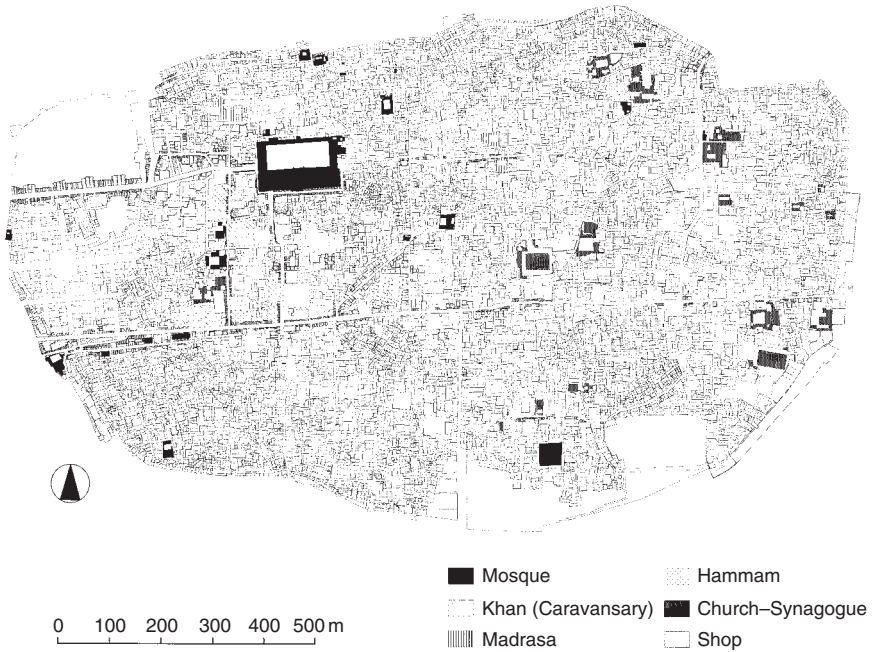 Mosque
Hammam
Khan (Caravansary)
Church–Synagogue
Madrasa
Shop
0 100 200 300 400 500 m